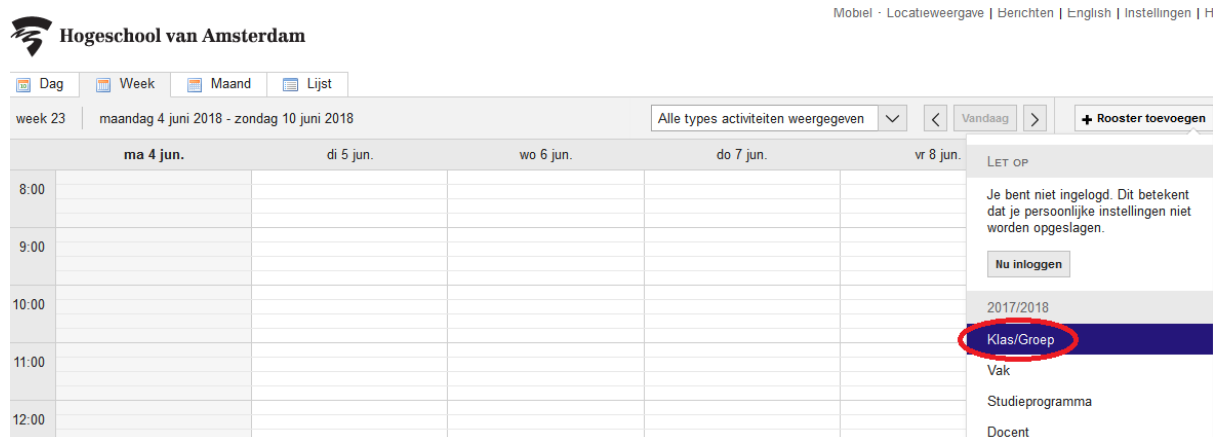 Mobiel - Locatieweergave | Berichten | English | Instellingen | H
Hogeschool van Amsterdam
Dag Week Maand Lijst
week 23 maandag 4 juni 2018 - zondag 10 juni 2018 Alle types activiteiten weergegeven < Vandaag > + Rooster toevoegen
ma 4 jun. di 5 jun. wo 6 jun. do 7 jun. vr 8 jun.
LET OP
8:00
Je bent niet ingelogd. Dit betekent
dat je persoonlijke instellingen niet
worden opgeslagen.
9:00
Nu inloggen
10:00
2017/2018
Klas/Groep
11:00
Vak
Studieprogramma
12:00
Docent